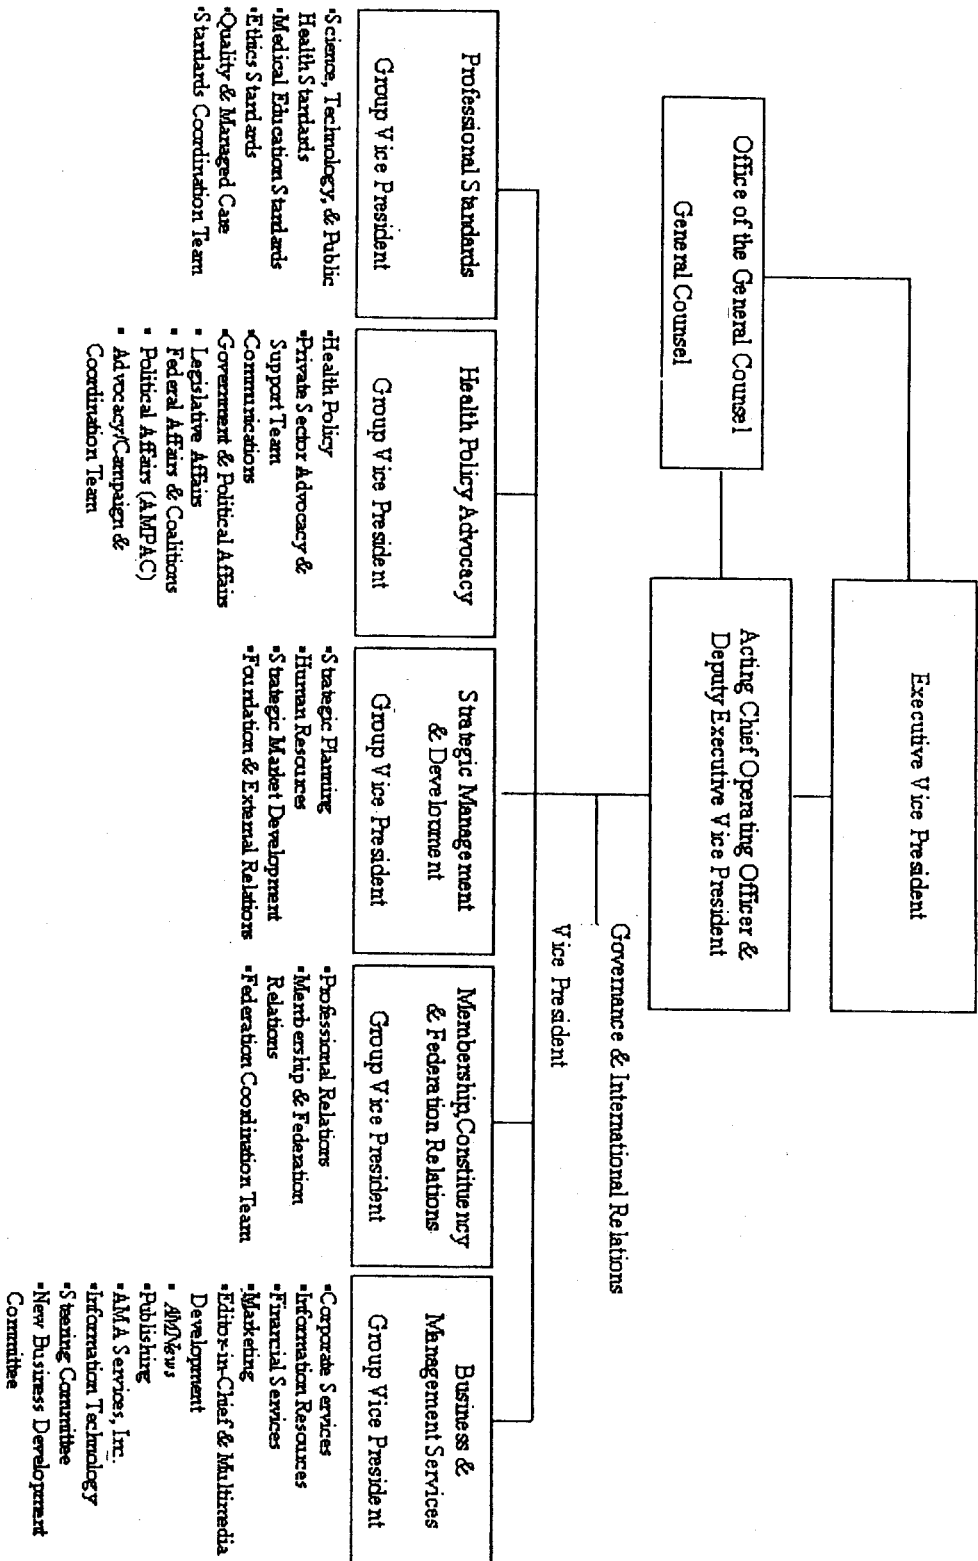 Executive Vice President
Office of the General Counsel
General Counsel
Acting Chief Operating Officer &
Deputy Executive Vice President
Governance & International Relations
Vice President
Professional Standards
Group Vice President
▪Science, Technology, & Public
Health Standards
▪Medical Education Standards
▪Ethics Standards
▪Quality & Managed Care
▪Standards Coordination Team
Health Policy Advocacy
Group Vice President
▪Health Policy
▪Private Sector Advocacy &
Support Team
▪Communications
▪Government & Political Affairs
▪ Legislative Affairs
▪ Federal Affairs & Coalitions
▪ Political Affairs (AMPAC)
▪ Advocacy/Campaign &
Coordination Team
Strategic Management
& Development
Group Vice President
▪Strategic Planning
▪Human Resources
▪Strategic Market Development
▪Foundation & External Relations
Membership,Constituency
& Federation Relations
Group Vice President
▪Professional Relations
▪Membership & Federation
Relations
▪Federation Coordination Team
Business &
Management Services
Group Vice President
▪Corporate Services
▪Information Resources
▪Financial Services
▪Marketing
▪Editor-in-Chief & Multimedia
Development
▪ AMNews
▪Publishing
▪AMA Services, Inc.
▪Information Technology
▪Steering Committee
▪New Business Development
Committee